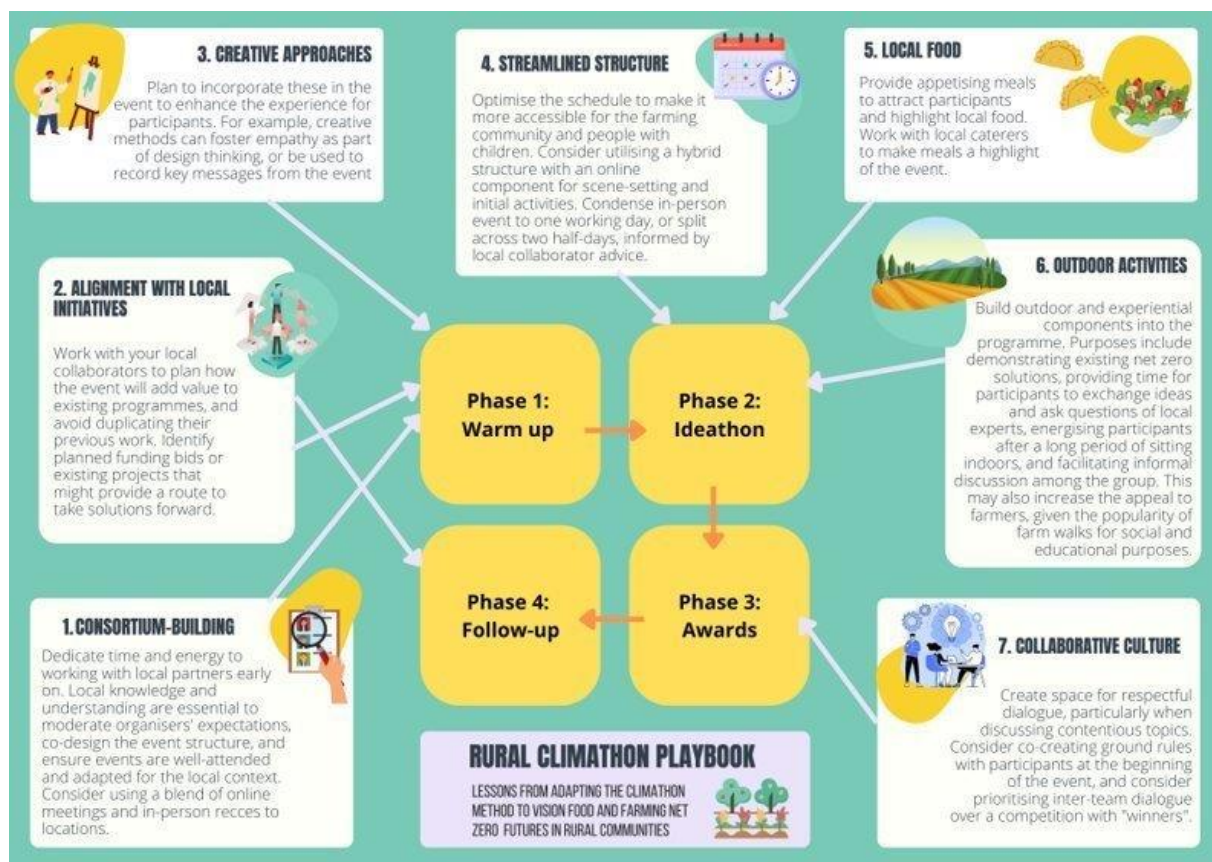 3. CREATIVE APPROACHES
Plan to incorporate these in the
event to enhance the experience for
participants. For example, creative
methods can foster empathy as part
of design thinking, or be used to
record key messages from the event
4. STREAMLINED STRUCTURE
Optimise the schedule to make it
more accessible for the farming
community and people with
children. Consider utilising a hybrid
structure with an online
component for scene-setting and
initial activities. Condense in-person
event to one working day, or split
across two half-days, informed by
local collaborator advice.
5. LOCAL FOOD
Provide appetising meals
to attract participants
and highlight local food.
Work with local caterers
to make meals a highlight
of the event.
2. ALIGNMENT WITH LOCAL
INITIATIVES
Work with your local
collaborators to plan how
the event will add value to
existing programmes, and
avoid duplicating their
previous work. Identify
planned funding bids or
existing projects that
might provide a route to
take solutions forward.
6. OUTDOOR ACTIVITIES
Build outdoor and experiential
components into the
programme. Purposes include
demonstrating existing net zero
solutions, providing time for
participants to exchange ideas
and ask questions of local
experts, energising participants
after a long period of sitting
indoors, and facilitating informal
discussion among the group. This
may also increase the appeal to
farmers, given the popularity of
farm walks for social and
educational purposes.
Phase 1:
Warm up
Phase 2:
Ideathon
Phase 4:
Follow-up
Phase 3:
Awards
1. CONSORTIUM-BUILDING
Dedicate time and energy to
working with local partners early
on. Local knowledge and
understanding are essential to
moderate organisers' expectations,
co-design the event structure, and
ensure events are well-attended
and adapted for the local context.
Consider using a blend of online
meetings and in-person recces to
locations.
7. COLLABORATIVE CULTURE
Create space for respectful
dialogue, particularly when
discussing contentious topics.
Consider co-creating ground rules
with participants at the beginning
of the event, and consider
prioritising inter-team dialogue
over a competition with "winners".
RURAL CLIMATHON PLAYBOOK
LESSONS FROM ADAPTING THE CLIMATHON
METHOD TO VISION FOOD AND FARMING NET
ZERO FUTURES IN RURAL COMMUNITIES